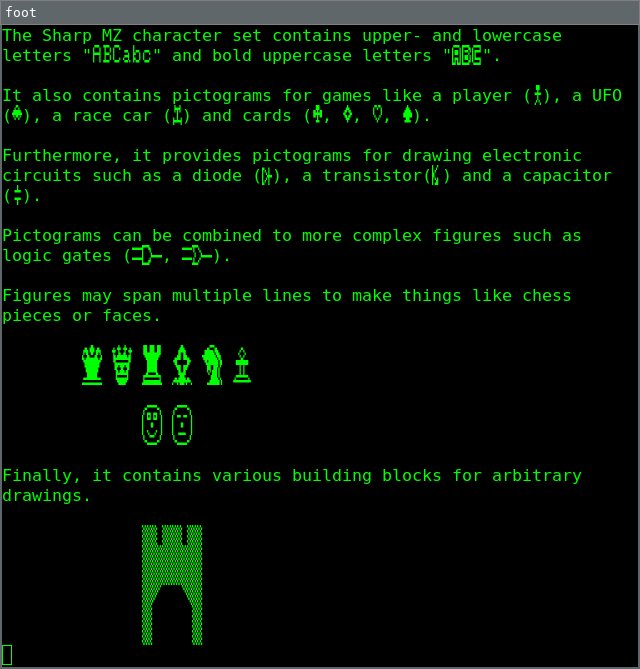 foot
The Sharp MZ character set contains upper- and lowercase
letters "ABCabc" and bold uppercase letters "ABC".
It also contains pictograms for games like a player (), a UFO
(), a race car () and cards (♣, ♦, ♡, ♠).
Furthermore, it provides pictograms for drawing electronic
circuits such as a diode (), a transistor() and a capacitor
().
Pictograms can be combined to more complex figures such as
logic gates (, ).
Figures may span multiple lines to make things like chess
pieces or faces.
Finally, it contains various building blocks for arbitrary
drawings.